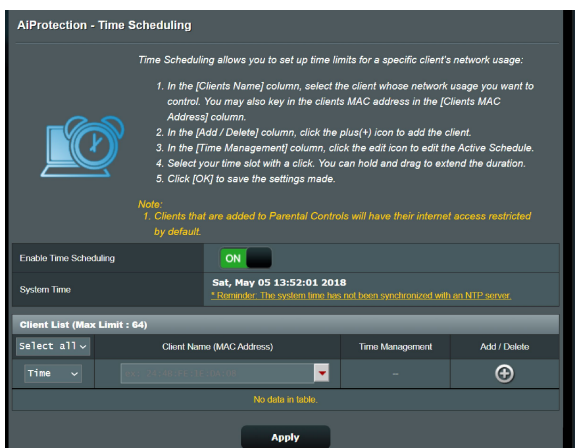 AiProtection - Time Scheduling
Time Scheduling allows you to set up time limits for a specific client's network usage:
1. In the [Clients Name] column, select the client whose network usage you want to
control. You may also key in the clients MAC address in the [Clients MAC
Address] column.
2. In the [Add / Delete] column, click the plus(+) icon to add the client.
3. In the [Time Management] column, click the edit icon to edit the Active Schedule.
4. Select your time slot with a click. You can hold and drag to extend the duration.
5. Click [OK] to save the settings made.
Note:
1. Clients that are added to Parental Controls will have their internet access restricted
by default.
Enable Time Scheduling ON
System Time
Sat, May 05 13:52:01 2018
* Reminder: The system time has not been synchronized with an NTP server.
Client List (Max Limit : 64)
Select all Client Name (MAC Address) Time Management Add / Delete
Time –
No data in table.
Apply